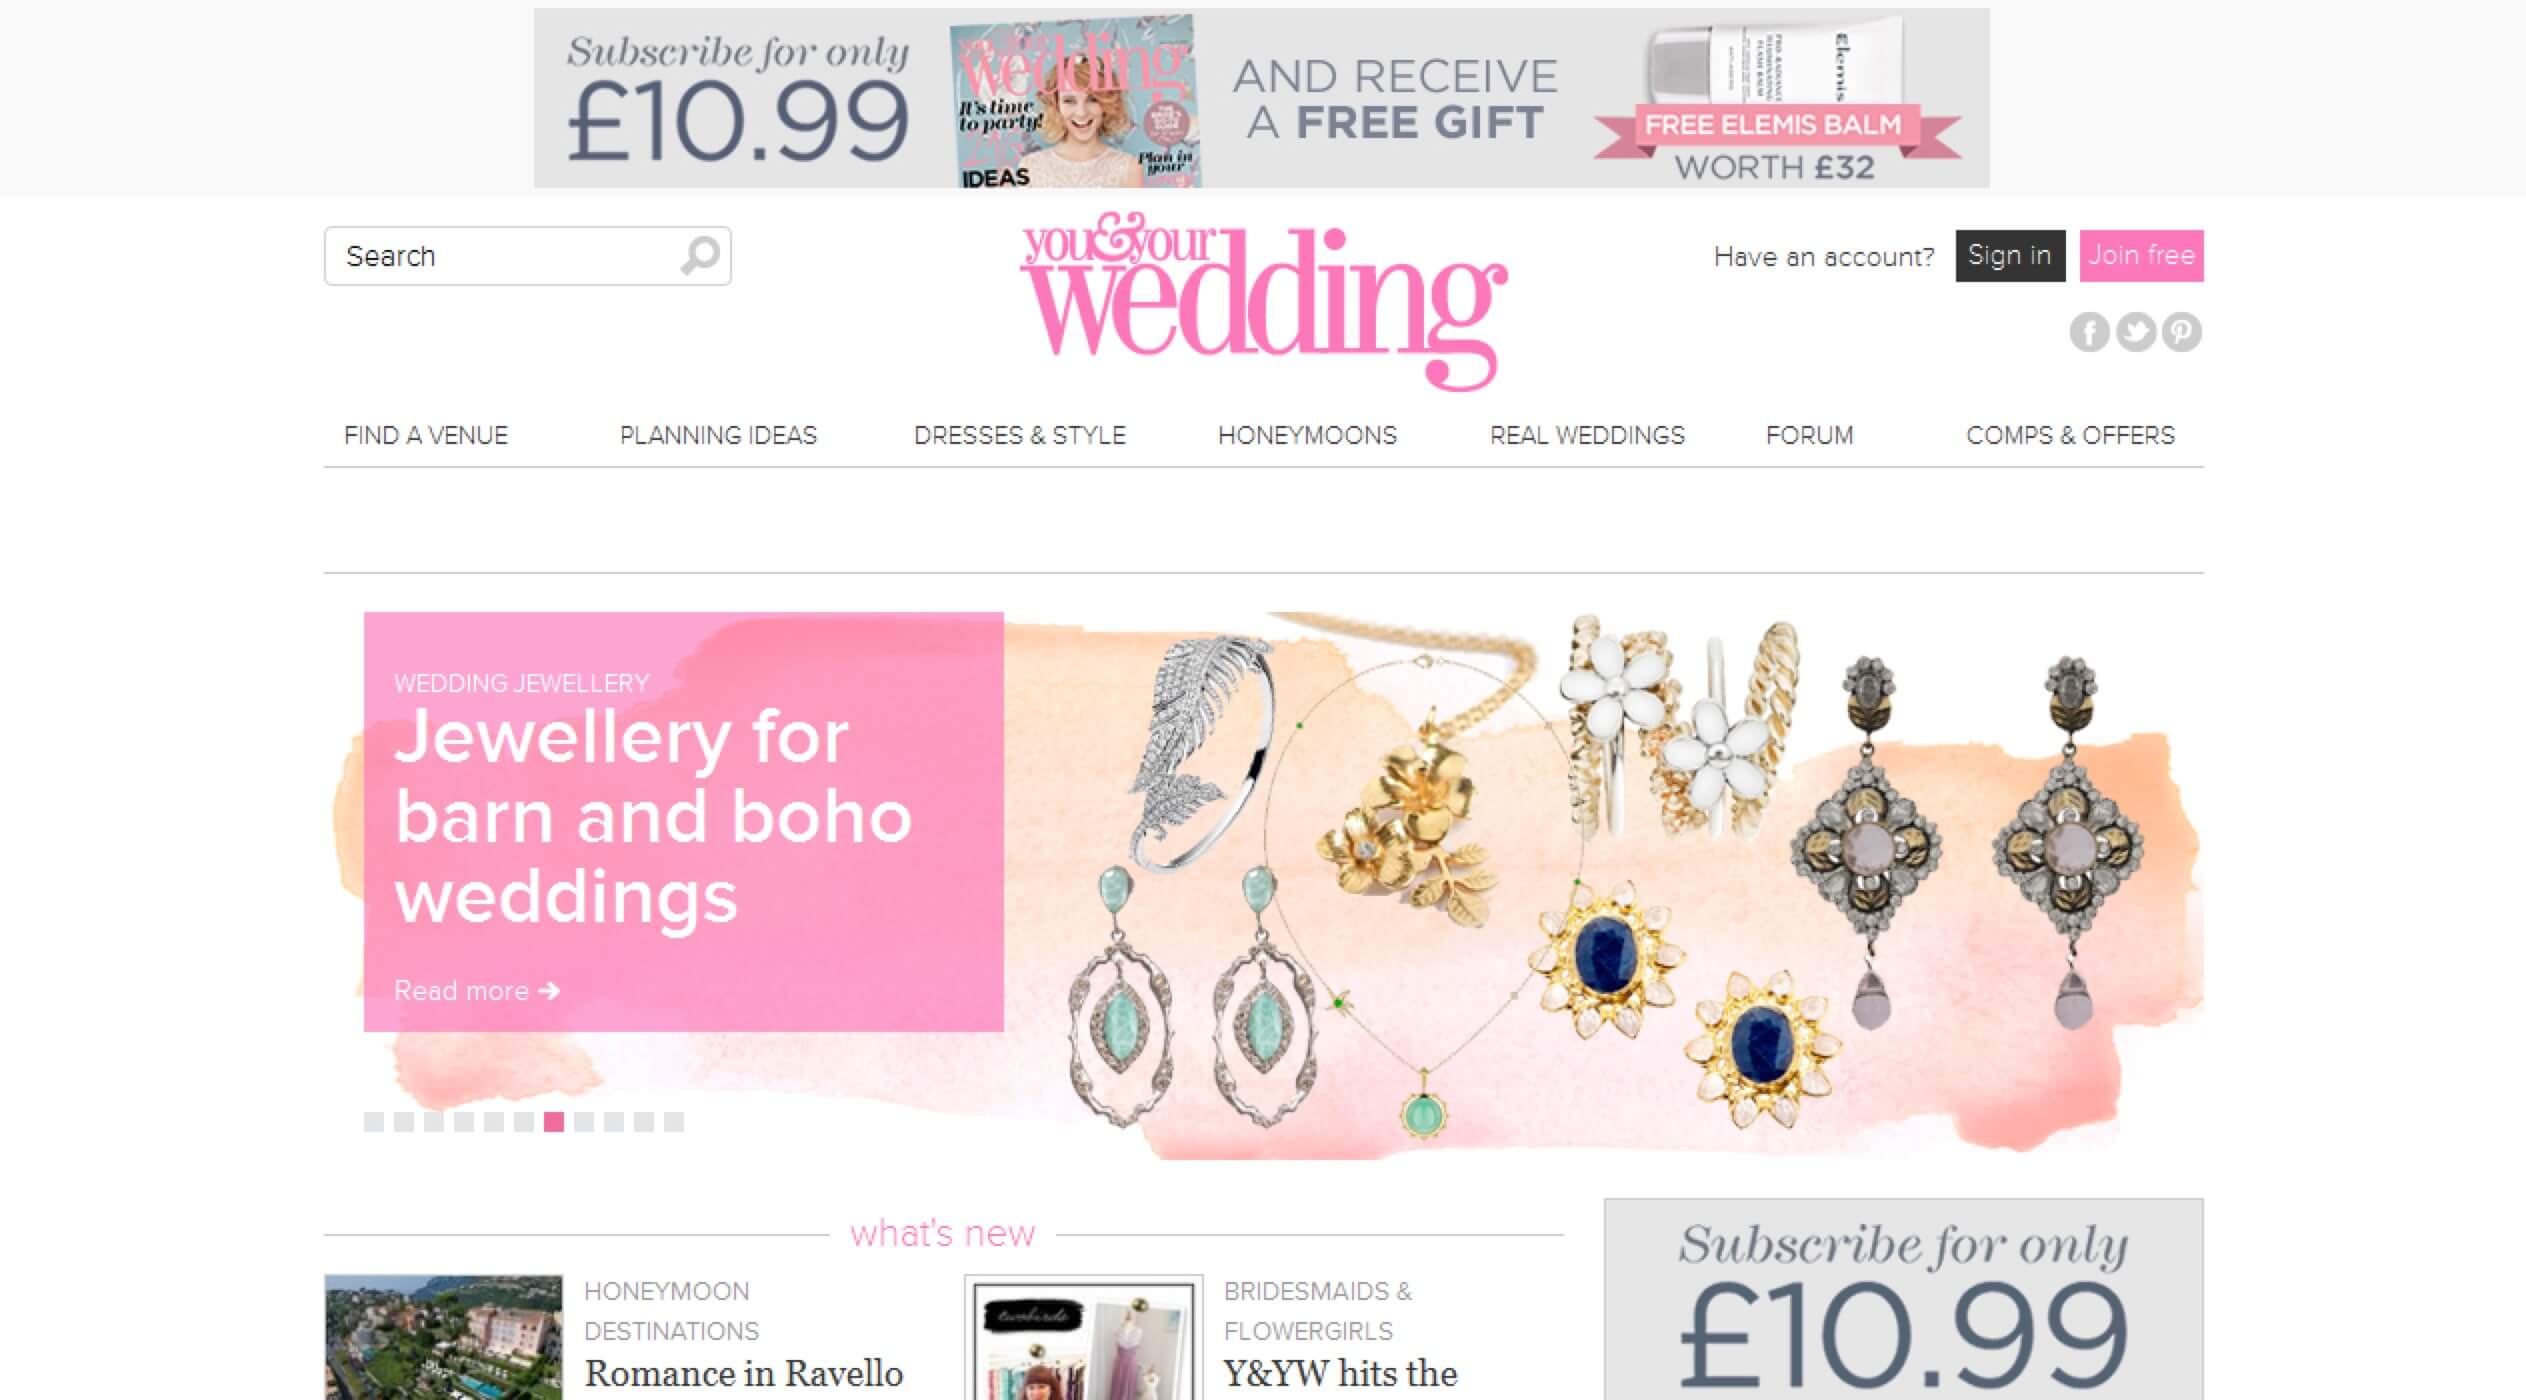 Subscribe for only
£10.99
you & your
wedding
It's time
to party!
IDEAS
Plan in
your
AND RECEIVE
A FREE GIFT
Elemis
FREE ELEMIS BALM
WORTH £32
Search
you&your
wedding
Have an account?
Sign in
Join free
FIND A VENUE
PLANNING IDEAS
DRESSES & STYLE
HONEYMOONS
REAL WEDDINGS
FORUM
COMPS & OFFERS
WEDDING JEWELLERY
Jewellery for
barn and boho
weddings
Read more
what's new
HONEYMOON
DESTINATIONS
Romance in Ravello
twobirds
BRIDESMAIDS &
FLOWERGIRLS
Y&YW hits the
Subscribe for only
£10.99